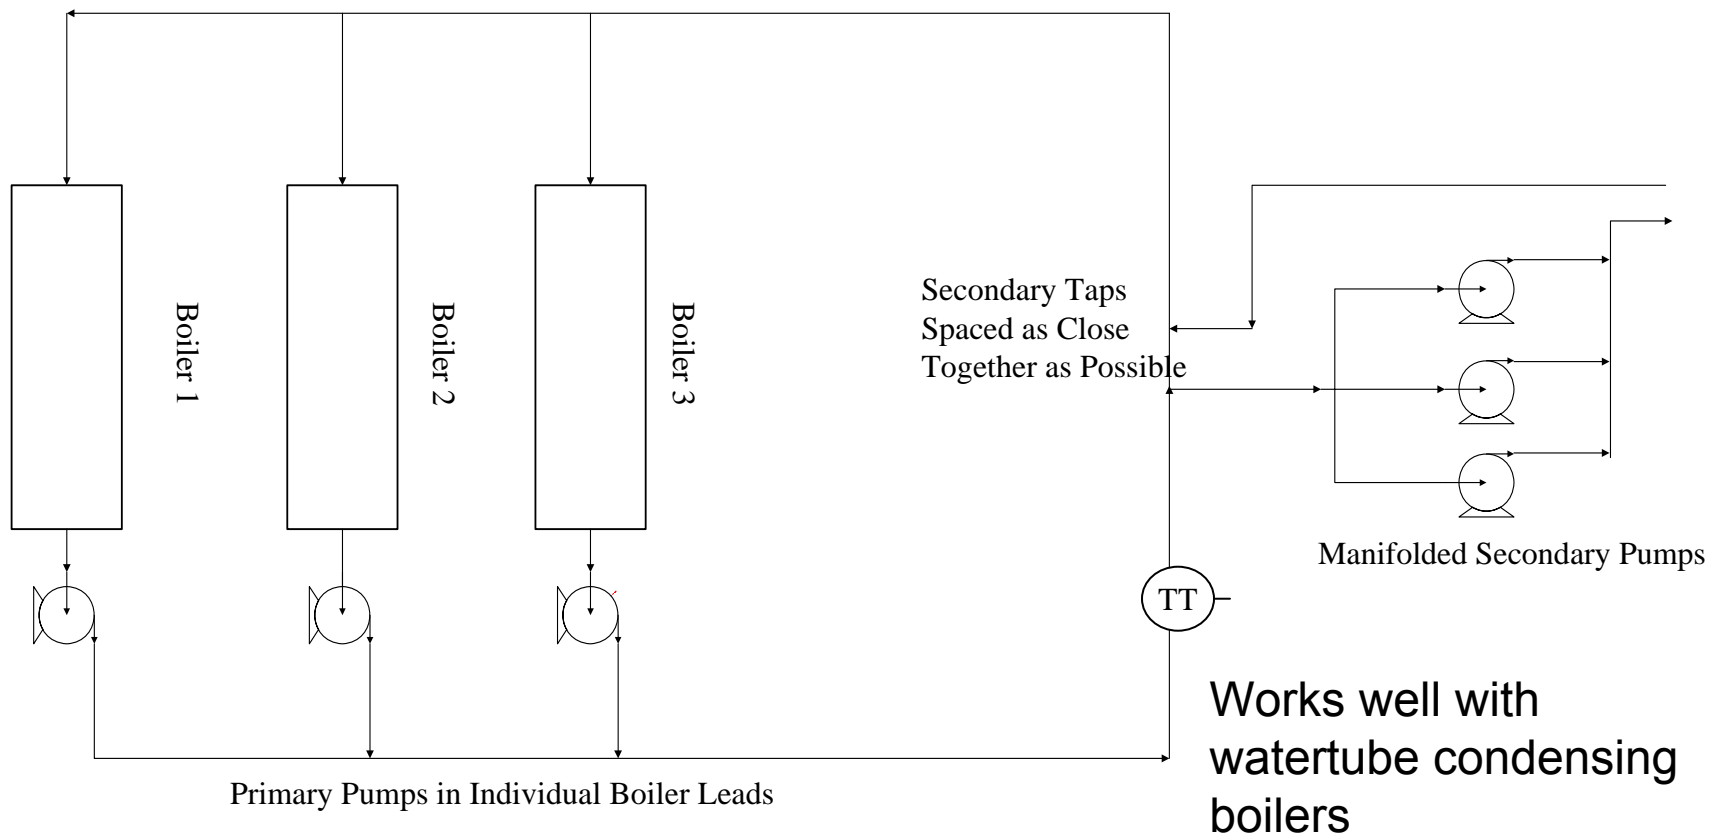 Boiler 1
Boiler 2
Boiler 3
Secondary Taps
Spaced as Close
Together as Possible
Manifolded Secondary Pumps
TT
Works well with
watertube condensing
boilers
Primary Pumps in Individual Boiler Leads